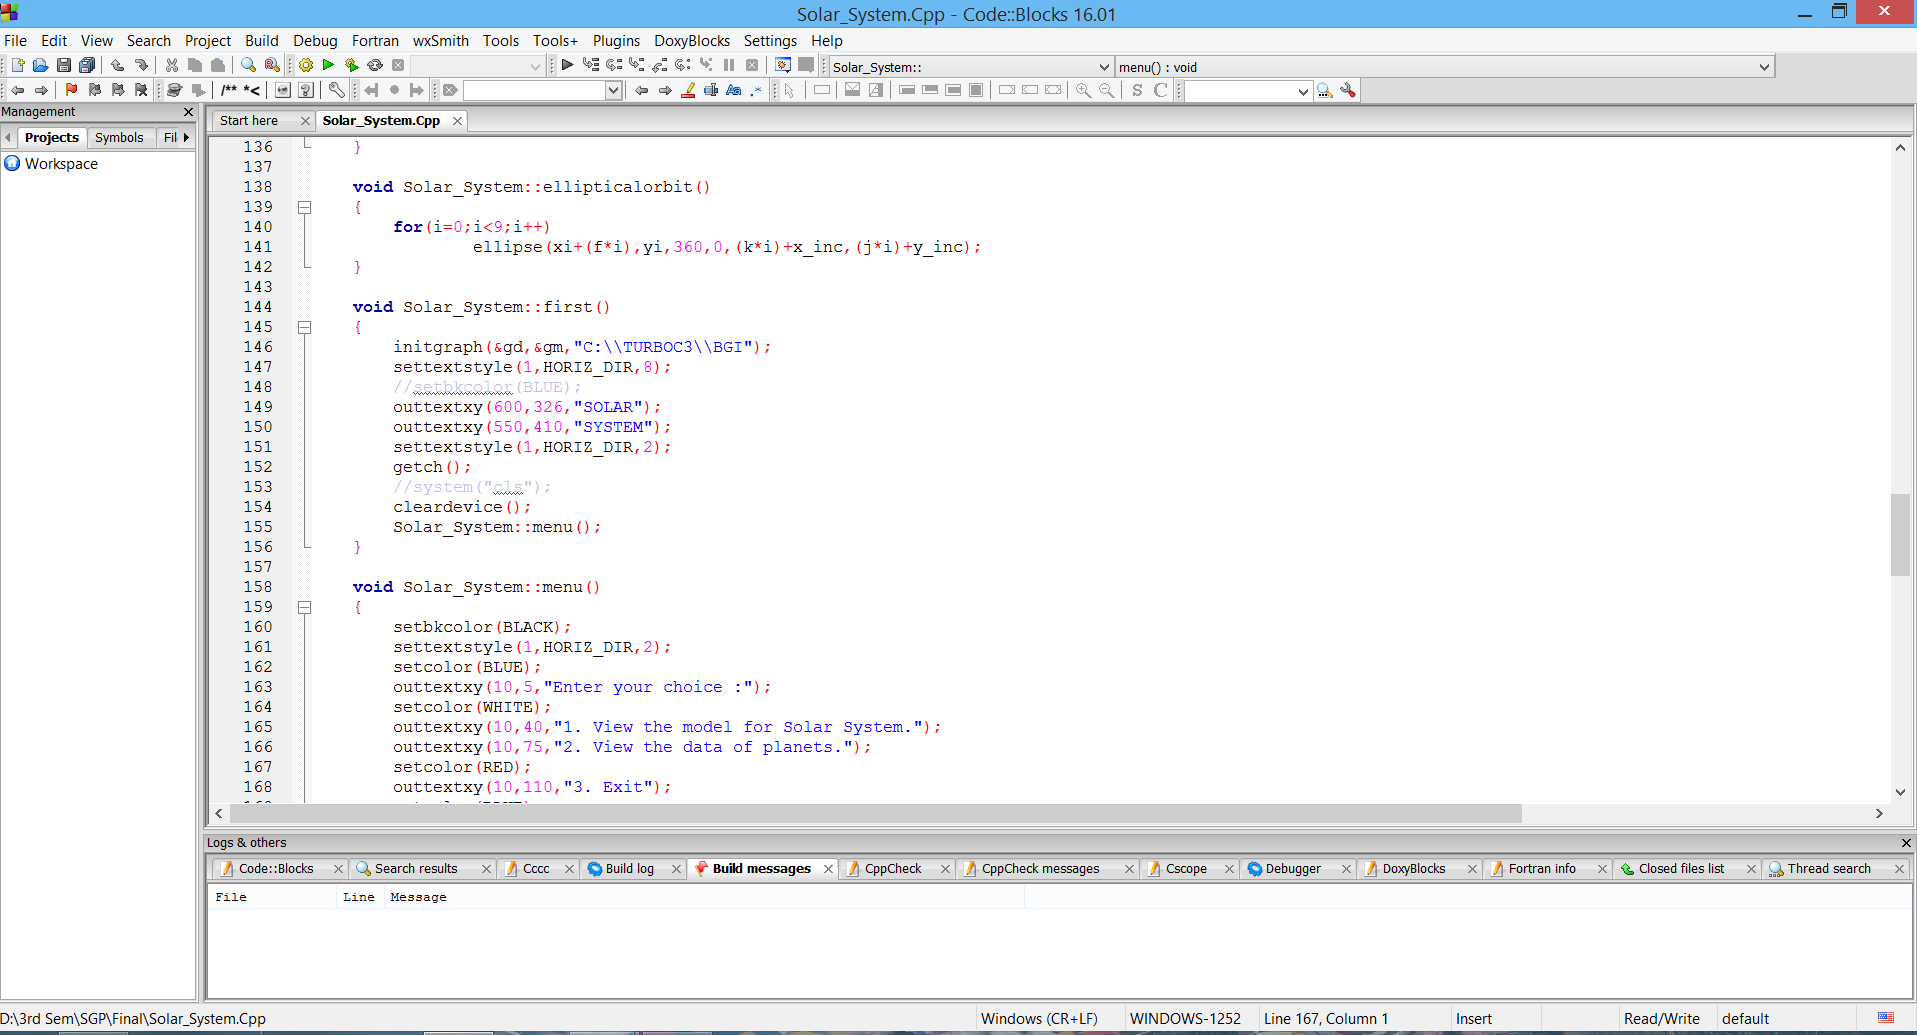 Solar_System.Cpp - Code::Blocks 16.01
File Edit View Search Project Build Debug Fortran wxSmith Tools Tools+ Plugins DoxyBlocks Settings Help
Solar_System:: menu() : void
/** *<
S C
Management
Start here Solar_System.Cpp
Projects Symbols Fil
Workspace
136 }
137
138 void Solar_System::ellipticalorbit()
139 {
140 for(i=0;i<9;i++)
141 ellipse(xi+(f*i),yi,360,0,(k*i)+x_inc,(j*i)+y_inc);
142 }
143
144 void Solar_System::first()
145 {
146 initgraph(&gd,&gm,"C:\\TURBOC3\\BGI");
147 settextstyle(1,HORIZ_DIR,8);
148 //setbkcolor(BLUE);
149 outtextxy(600,326,"SOLAR");
150 outtextxy(550,410,"SYSTEM");
151 settextstyle(1,HORIZ_DIR,2);
152 getch();
153 //system("cls");
154 cleardevice();
155 Solar_System::menu();
156 }
157
158 void Solar_System::menu()
159 {
160 setbkcolor(BLACK);
161 settextstyle(1,HORIZ_DIR,2);
162 setcolor(BLUE);
163 outtextxy(10,5,"Enter your choice :");
164 setcolor(WHITE);
165 outtextxy(10,40,"1. View the model for Solar System.");
166 outtextxy(10,75,"2. View the data of planets.");
167 setcolor(RED);
168 outtextxy(10,110,"3. Exit");
Logs & others
Code::Blocks Search results Cccc Build log Build messages CppCheck CppCheck messages Cscope Debugger DoxyBlocks Fortran info Closed files list Thread search
File Line Message
D:\3rd Sem\SGP\Final\Solar_System.Cpp Windows (CR+LF) WINDOWS-1252 Line 167, Column 1 Insert Read/Write default